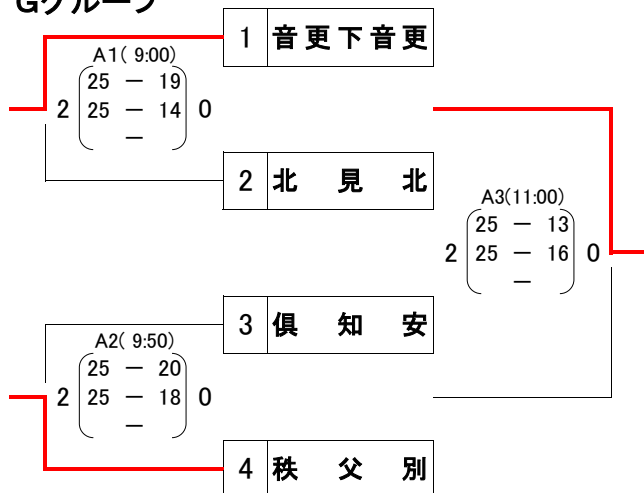 Gグループ
1 音更下音更
A1( 9:00)
25 － 19
2 25 － 14 0
－
2 北見北
A3(11:00)
25 － 13
2 25 － 16 0
－
3 倶知安
A2( 9:50)
25 － 20
2 25 － 18 0
－
4 秩父別